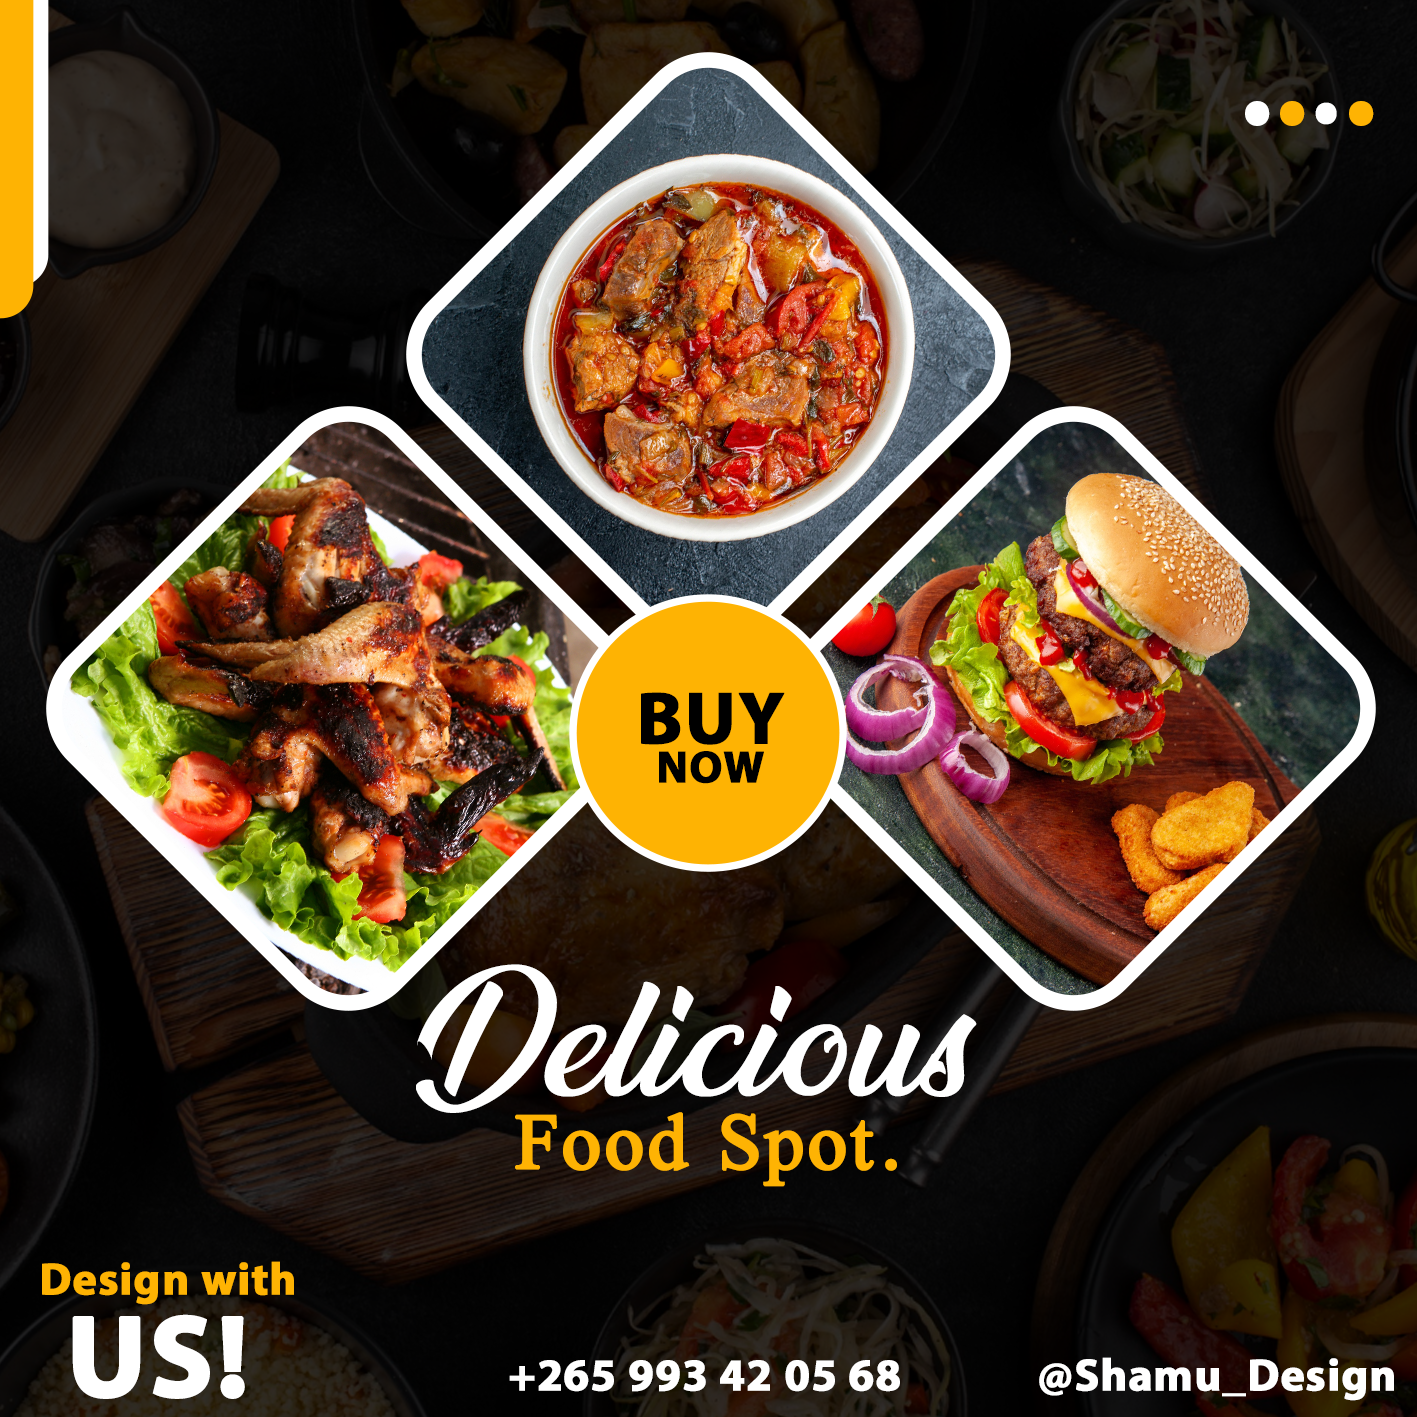 BUY
NOW
Delicious
Food Spot.
Design with
US!
+265 993 42 05 68
@Shamu_Design